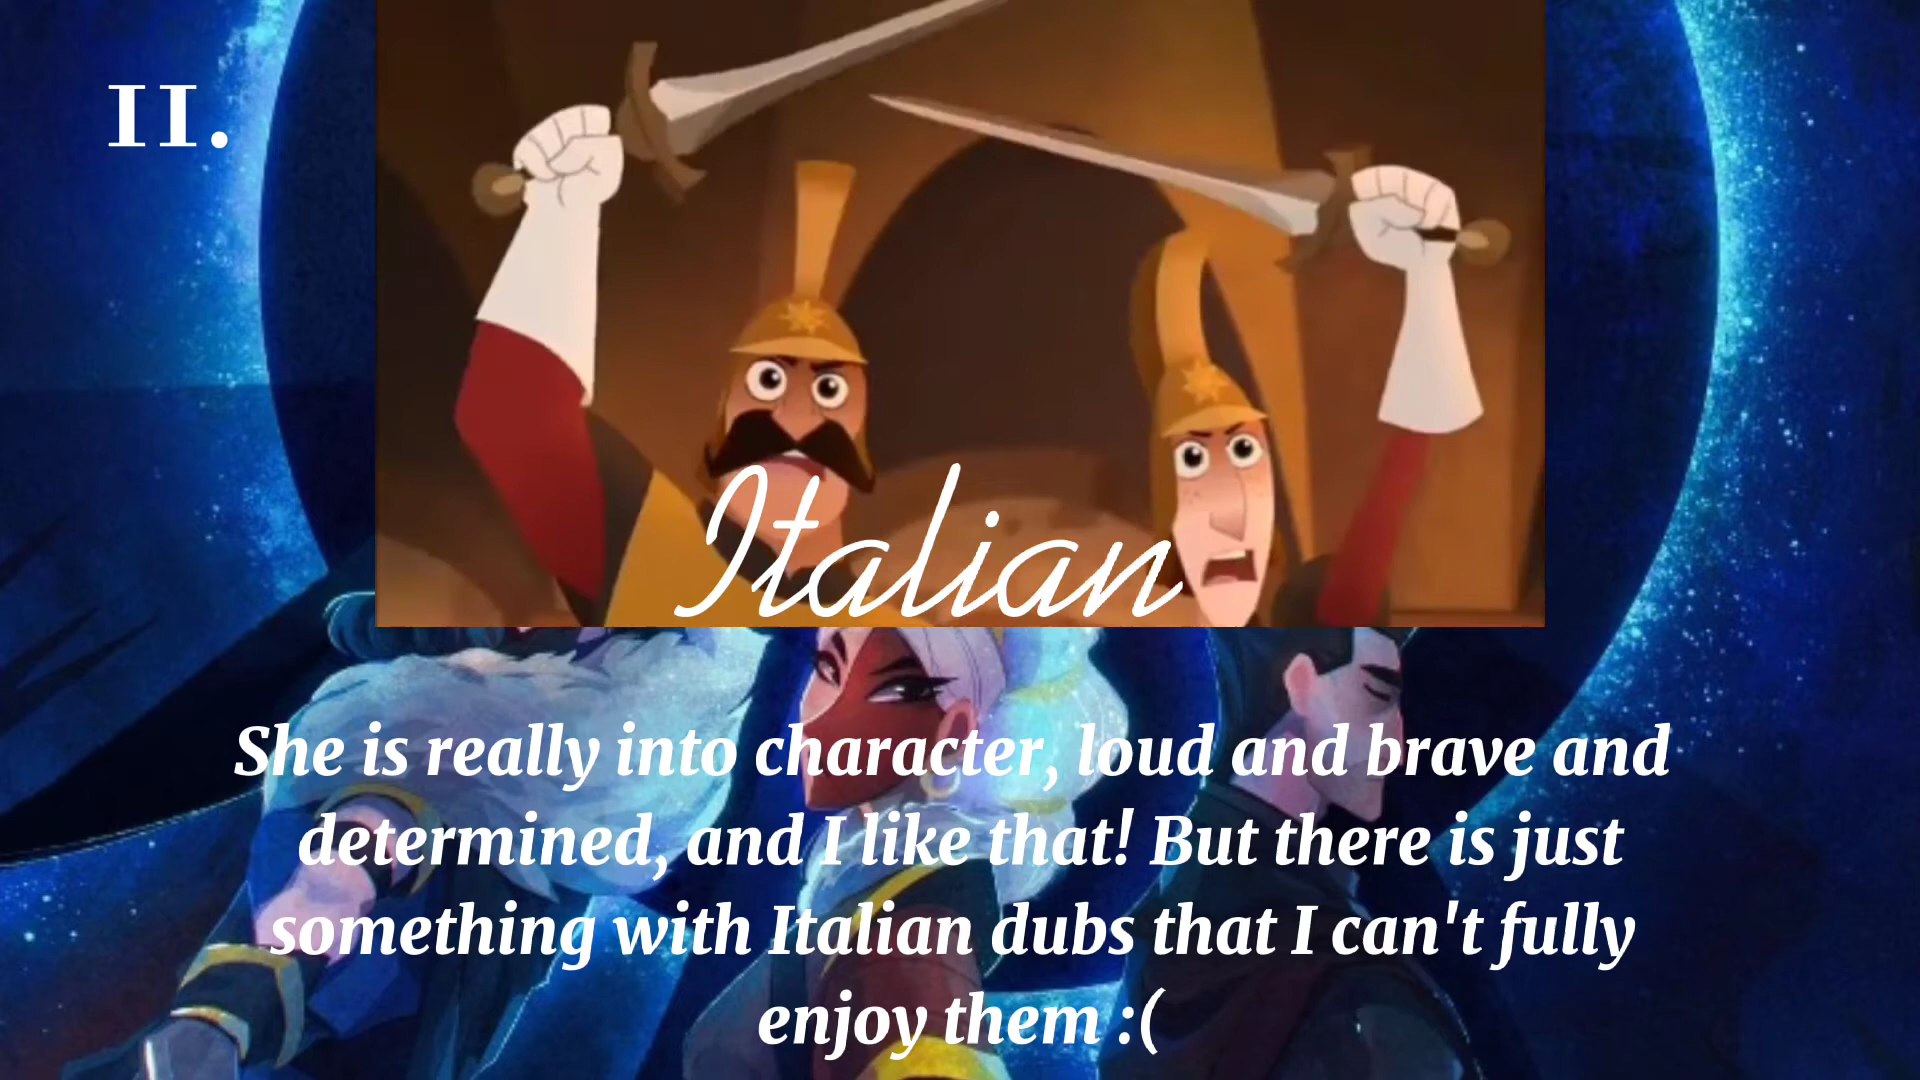 II.
Italian
She is really into character, loud and brave and
determined, and I like that! But there is just
something with Italian dubs that I can't fully
enjoy them :(